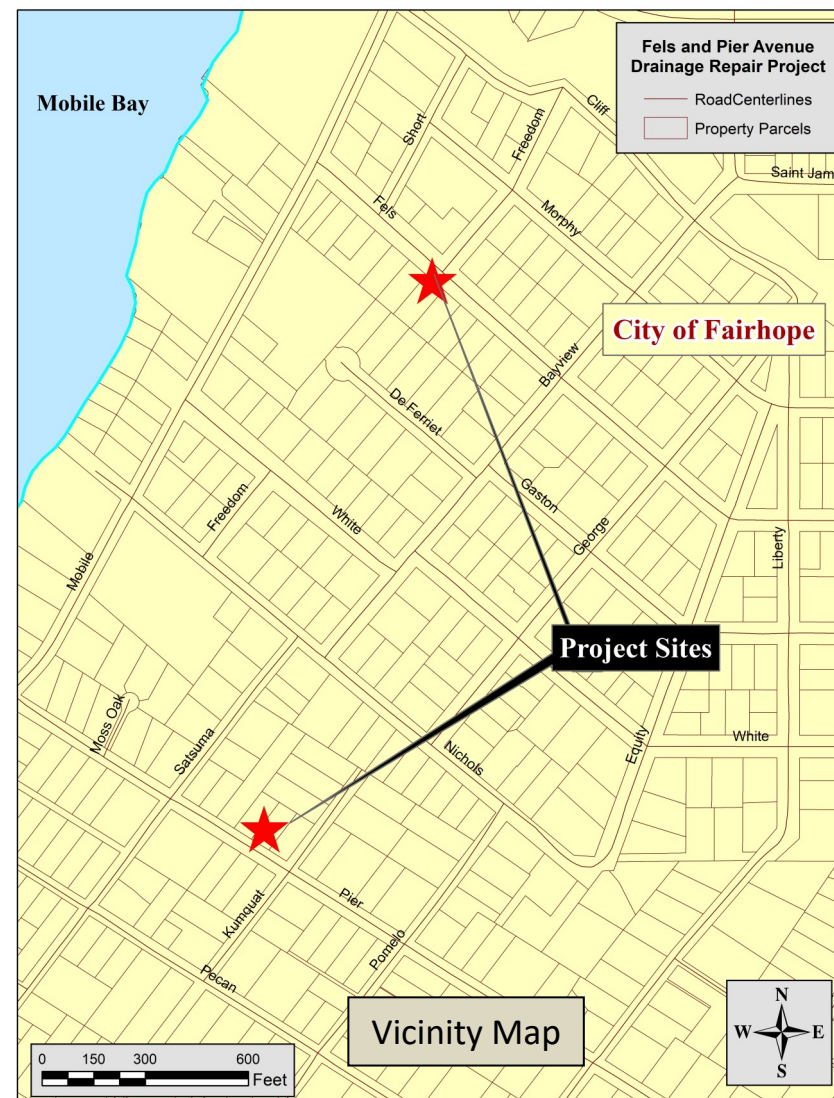 Fels and Pier Avenue
Drainage Repair Project
RoadCenterlines
Property Parcels
Mobile Bay
Cliff
Short
Freedom
Saint Jam
Fels
Morphy
City of Fairhope
Bayview
De Ferriet
Gaston
Freedom
White
George
Liberty
Mobile
Project Sites
Moss Oak
Satsuma
Nichols
Equity
White
Kumquat
Pier
Pomelo
Pecan
Vicinity Map
N
W E
S
0 150 300 600
Feet